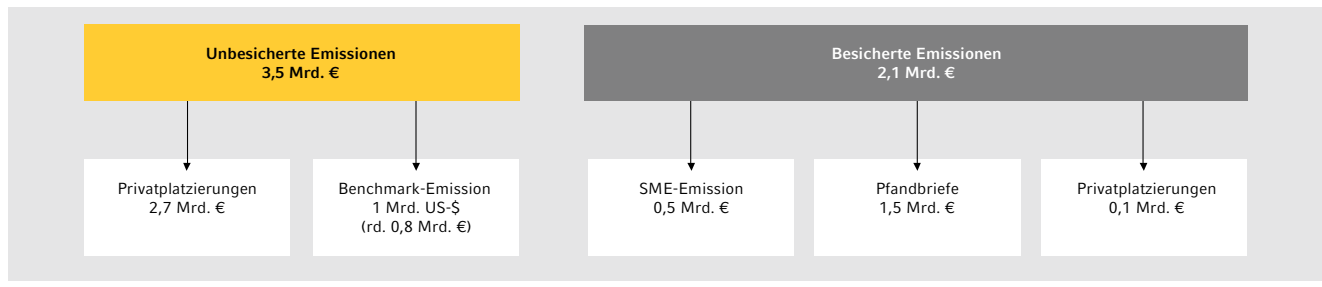 Unbesicherte Emissionen
3,5 Mrd. €
Besicherte Emissionen
2,1 Mrd. €
Privatplatzierungen
2,7 Mrd. €
Benchmark-Emission
1 Mrd. US-$
(rd. 0,8 Mrd. €)
SME-Emission
0,5 Mrd. €
Pfandbriefe
1,5 Mrd. €
Privatplatzierungen
0,1 Mrd. €